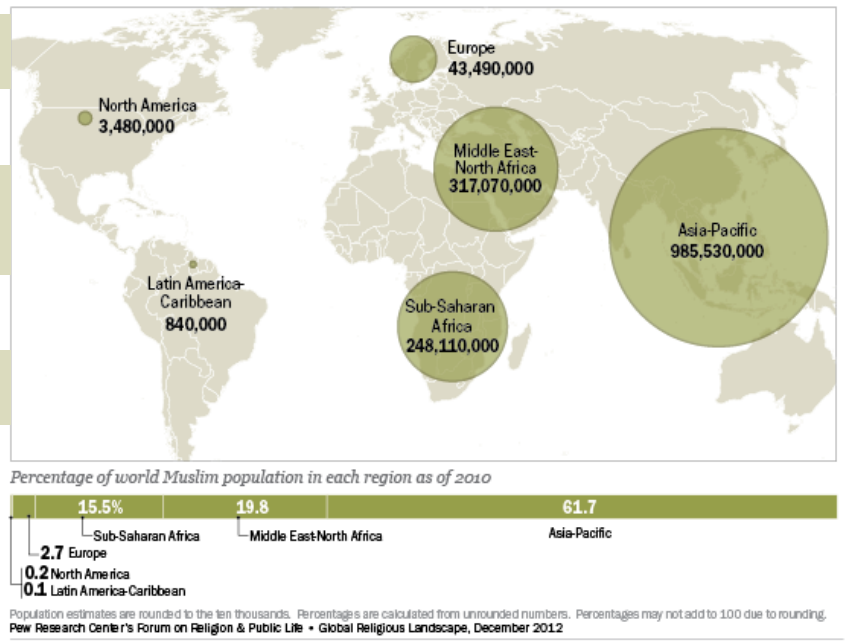 Europe
43,490,000
North America
3,480,000
Middle East-
North Africa
317,070,000
Asia-Pacific
985,530,000
Latin America-
Caribbean
840,000
Sub-Saharan
Africa
248,110,000
Percentage of world Muslim population in each region as of 2010
15.5% 19.8 61.7
Sub-Saharan Africa Middle East-North Africa Asia-Pacific
2.7 Europe
0.2 North America
0.1 Latin America-Caribbean
Population estimates are rounded to the ten thousands. Percentages are calculated from unrounded numbers. Percentages may not add to 100 due to rounding.
Pew Research Center's Forum on Religion & Public Life • Global Religious Landscape, December 2012